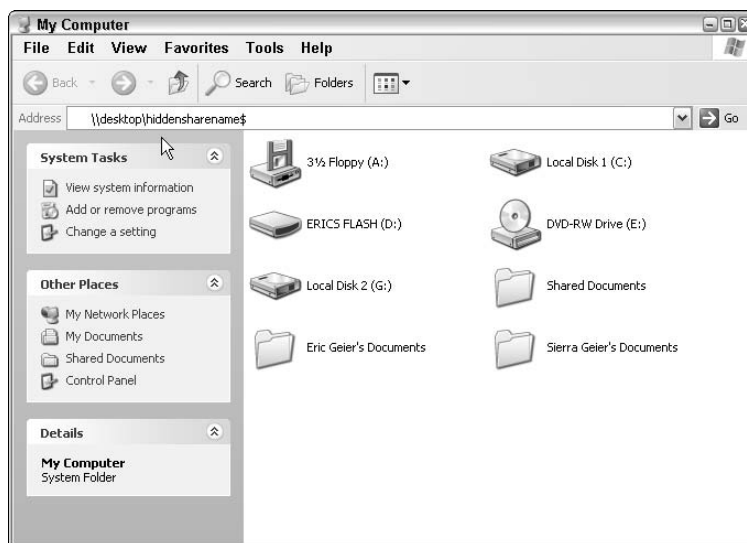 My Computer
File Edit View Favorites Tools Help
Back Search Folders
Address \\desktop\hiddensharename$ Go
System Tasks
View system information
Add or remove programs
Change a setting
Other Places
My Network Places
My Documents
Shared Documents
Control Panel
Details
My Computer
System Folder
3½ Floppy (A:) Local Disk 1 (C:)
ERICS FLASH (D:) DVD-RW Drive (E:)
Local Disk 2 (G:) Shared Documents
Eric Geier's Documents Sierra Geier's Documents